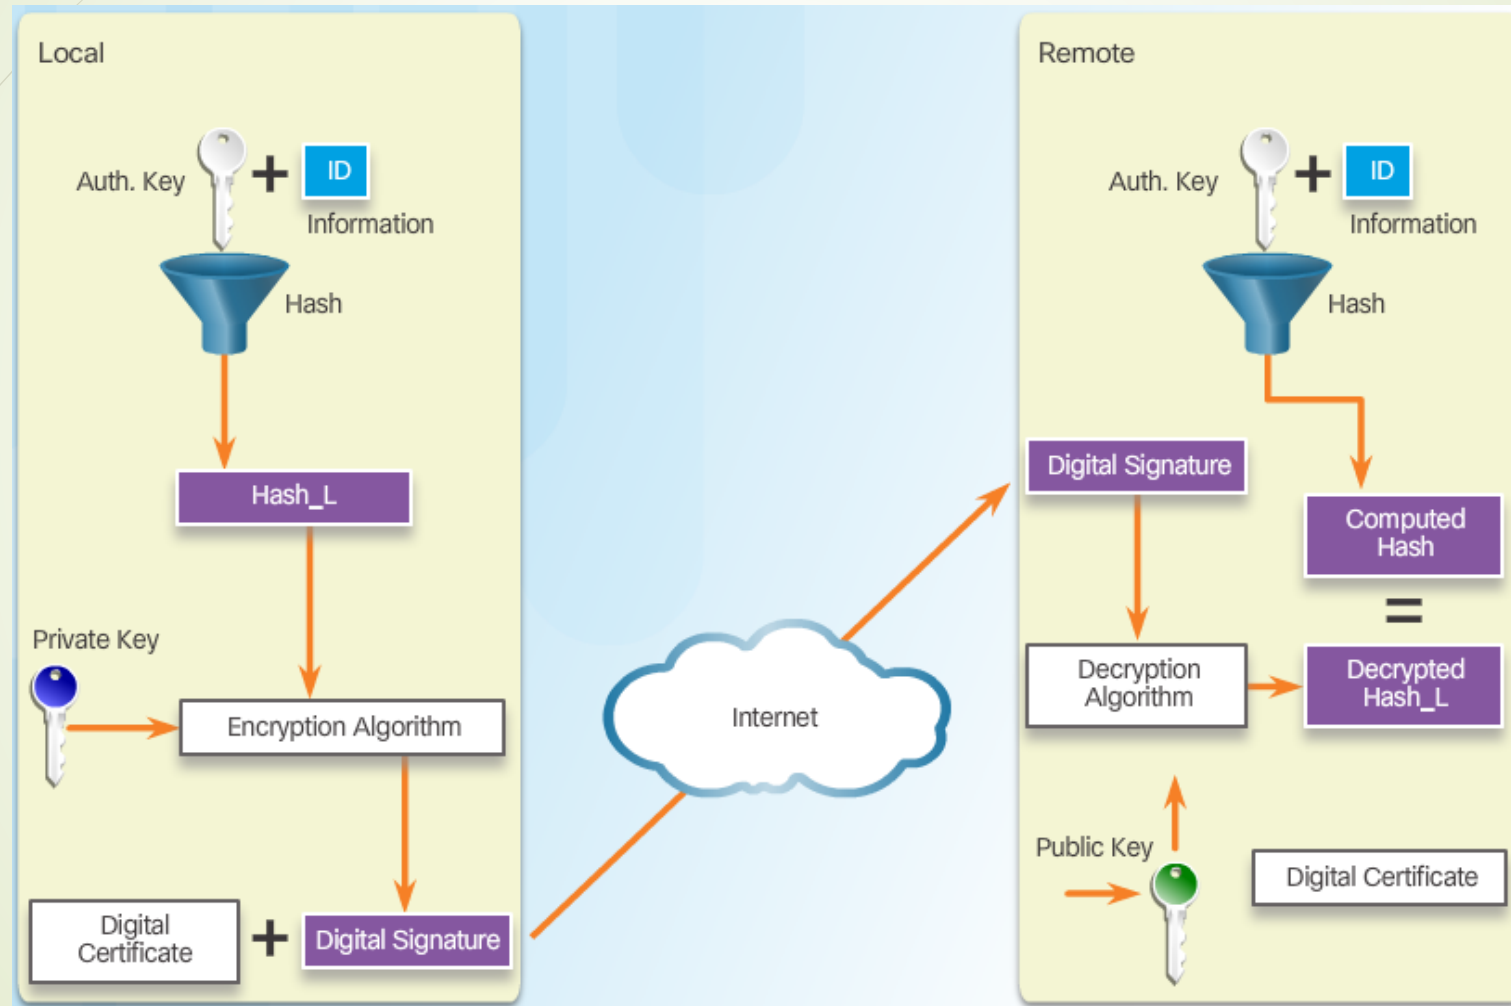 Local
Auth. Key
+
ID
Information
Hash
Hash_L
Private Key
Encryption Algorithm
Digital
Certificate
+
Digital Signature
Internet
Remote
Auth. Key
+
ID
Information
Hash
Digital Signature
Computed
Hash
=
Decryption
Algorithm
Decrypted
Hash_L
Public Key
Digital Certificate